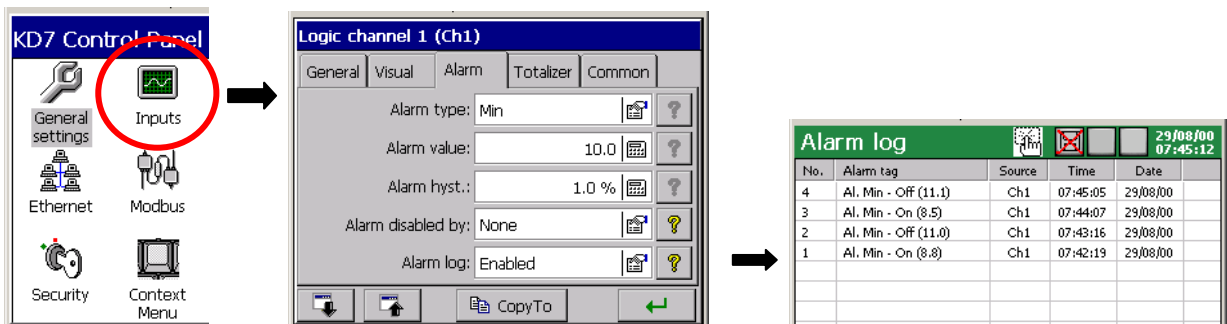 KD7 Control Panel
General
settings
Inputs
Ethernet
Modbus
Security
Context
Menu
Logic channel 1 (Ch1)
General Visual Alarm Totalizer Common
Alarm type: Min
Alarm value: 10.0
Alarm hyst.: 1.0 %
Alarm disabled by: None
Alarm log: Enabled
CopyTo
Alarm log
29/08/00
07:45:12
No. Alarm tag Source Time Date
4 Al. Min - Off (11.1) Ch1 07:45:05 29/08/00
3 Al. Min - On (8.5) Ch1 07:44:07 29/08/00
2 Al. Min - Off (11.0) Ch1 07:43:16 29/08/00
1 Al. Min - On (8.8) Ch1 07:42:19 29/08/00